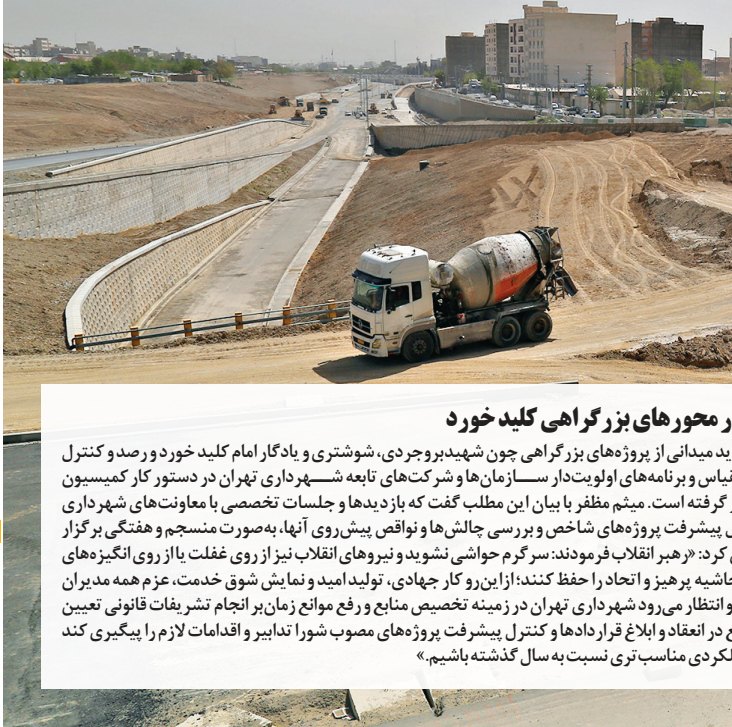 ر محورهای بزرگراهی کلید خورد
ید میدانی از پروژه‌های بزرگراهی چون شهیدبروجردی، شوشتری و یادگار امام کلید خورد و رصد و کنترل
قیاس و برنامه‌های اولویت‌دار ســازمان‌ها و شرکت‌های تابعه شــهرداری تهران در دستور کار کمیسیون
ر گرفته است. میثم مظفر با بیان این مطلب گفت که بازدیدها و جلسات تخصصی با معاونت‌های شهرداری
ل پیشرفت پروژه‌های شاخص و بررسی چالش‌ها و نواقص پیش‌روی آنها، به‌صورت منسجم و هفتگی برگزار
ی کرد: «رهبر انقلاب فرمودند: سرگرم حواشی نشوید و نیروهای انقلاب نیز از روی غفلت یا از روی انگیزه‌های
حاشیه پرهیز و اتحاد را حفظ کنند؛ ازاین‌رو کار جهادی، تولید امید و نمایش شوق خدمت، عزم همه مدیران
و انتظار می‌رود شهرداری تهران در زمینه تخصیص منابع و رفع موانع زمان‌بر انجام تشریفات قانونی تعیین
ع در انعقاد و ابلاغ قراردادها و کنترل پیشرفت پروژه‌های مصوب شورا تدابیر و اقدامات لازم را پیگیری کند
لکردی مناسب‌تری نسبت به سال گذشته باشیم.»